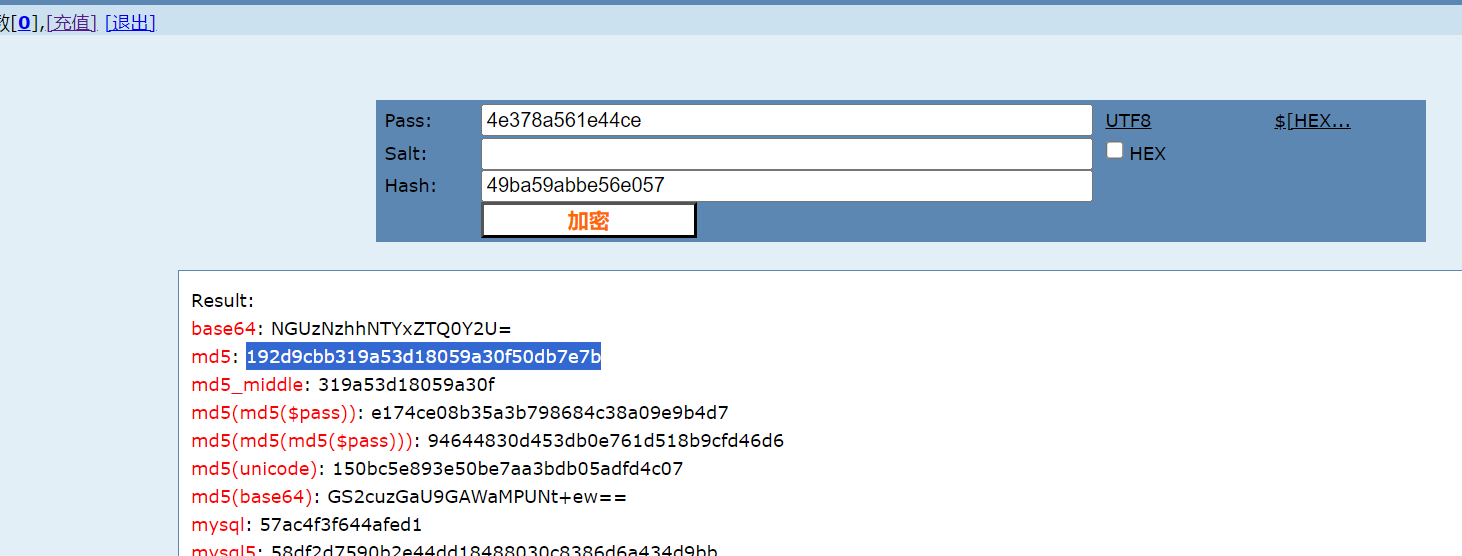 数[0],[充值] [退出]
Pass: 4e378a561e44ce UTF8 $[HEX...
Salt: HEX
Hash: 49ba59abbe56e057
加密
Result:
base64: NGUzNzhhNTYxZTQ0Y2U=
md5: 192d9cbb319a53d18059a30f50db7e7b
md5_middle: 319a53d18059a30f
md5(md5($pass)): e174ce08b35a3b798684c38a09e9b4d7
md5(md5(md5($pass))): 94644830d453db0e761d518b9cfd46d6
md5(unicode): 150bc5e893e50be7aa3bdb05adfd4c07
md5(base64): GS2cuzGaU9GAWaMPUNt+ew==
mysql: 57ac4f3f644afed1
mysql5: 58df2d7590b2e44dd18488030c8386d6a434d9bb